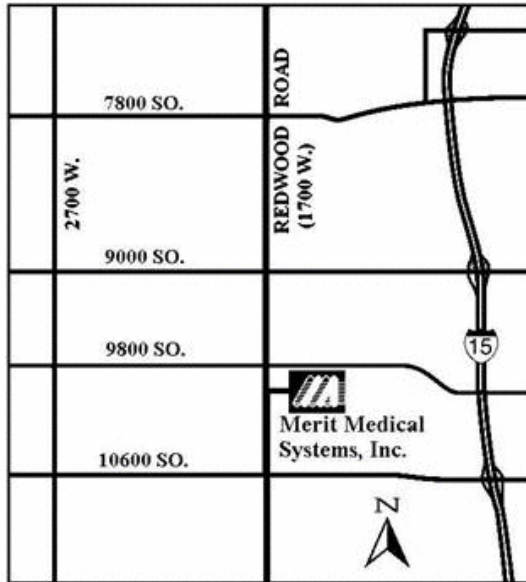 7800 SO.
ROAD
REDWOOD
(1700 W.)
2700 W.
9000 SO.
9800 SO.
15
Merit Medical
Systems, Inc.
10600 SO.
N